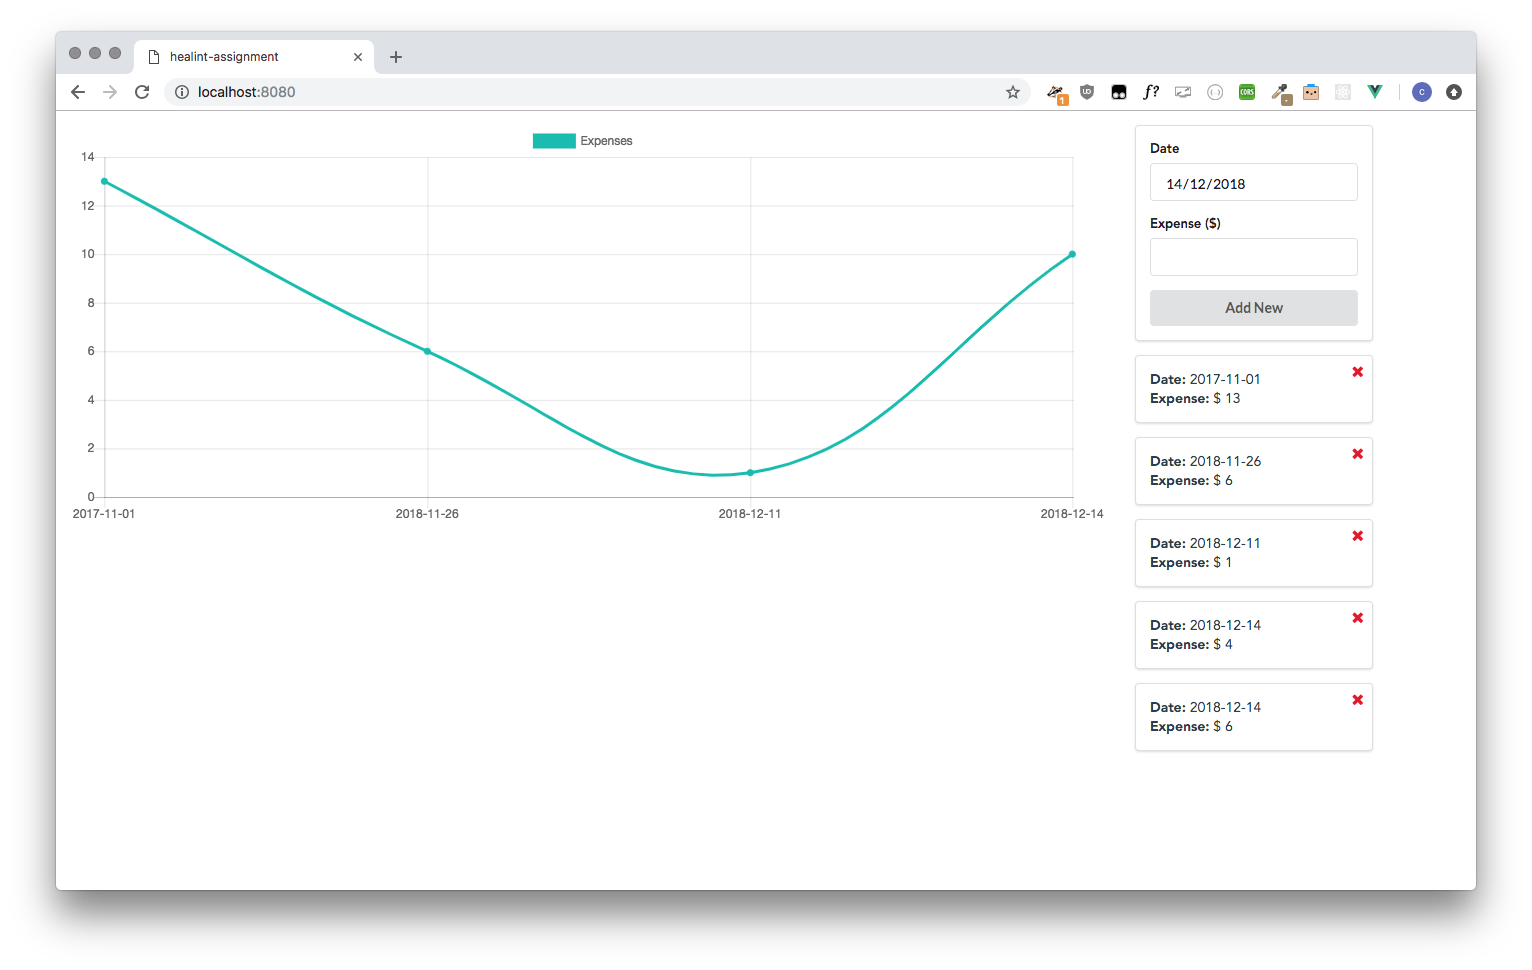 healint-assignment
localhost:8080
1
UD
f?
CORS
C
Expenses
14
12
10
8
6
4
2
0
2017-11-01
2018-11-26
2018-12-11
2018-12-14
Date
14/12/2018
Expense ($)
Add New
Date: 2017-11-01
Expense: $ 13
Date: 2018-11-26
Expense: $ 6
Date: 2018-12-11
Expense: $ 1
Date: 2018-12-14
Expense: $ 4
Date: 2018-12-14
Expense: $ 6